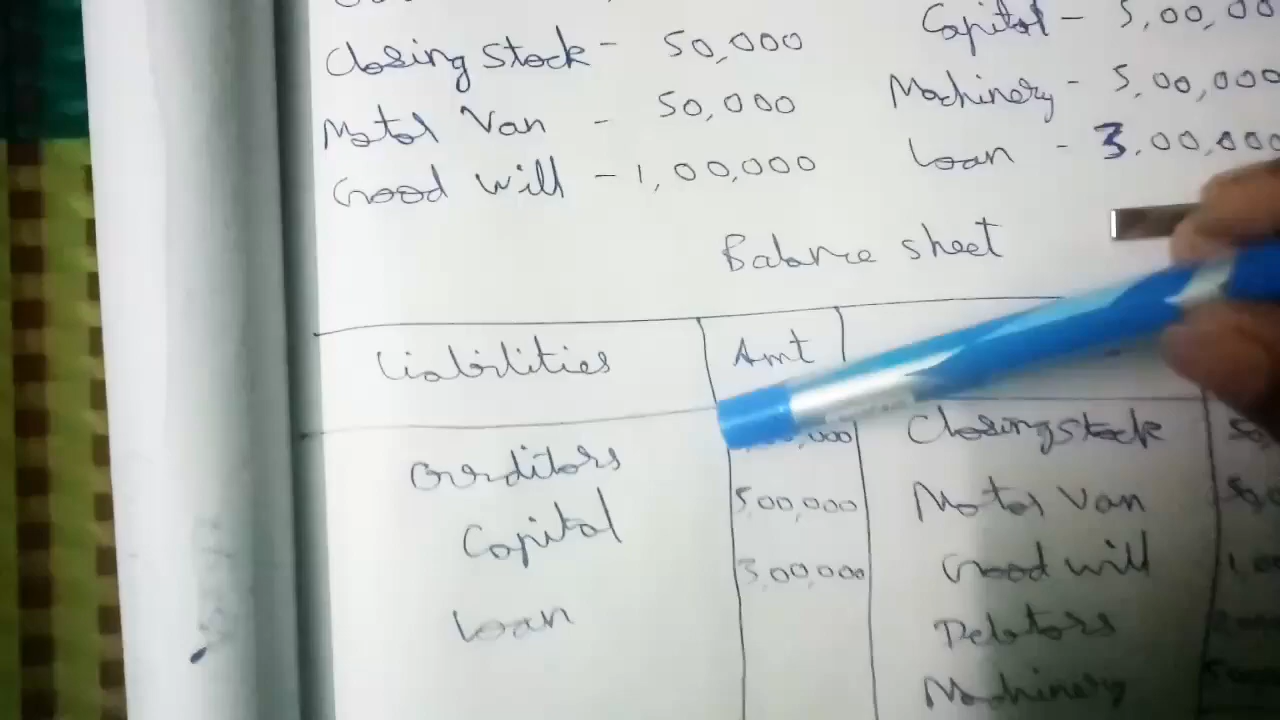 Closing Stock - 50,000 Capital - 5,00,00
Motor Van - 50,000 Machinery - 5,00,000
Good Will - 1,00,000 Loan - 3,00,000
Balance sheet
Liabilities Amt
Creditors Closing stock
Capital 5,00,000 Motor Van
Loan 3,00,000 Good will
Debtors
Machinery